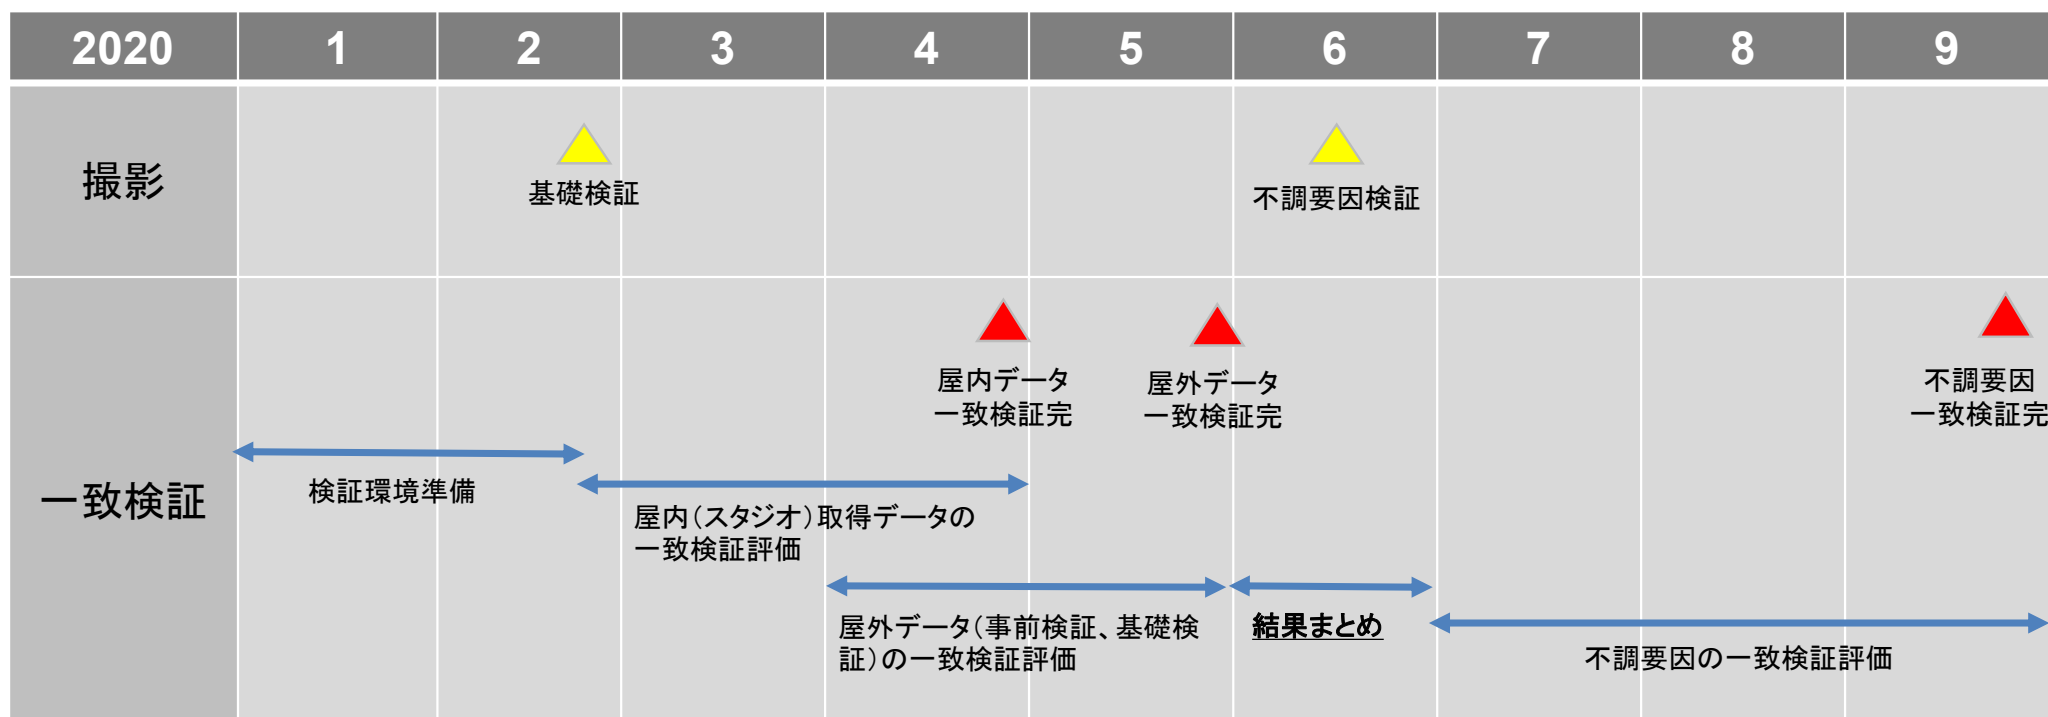 2020 1 2 3 4 5 6 7 8 9
撮影
基礎検証
不調要因検証
一致検証
屋内データ
一致検証完
屋外データ
一致検証完
不調要因
一致検証完
検証環境準備
屋内（スタジオ）取得データの
一致検証評価
屋外データ（事前検証、基礎検
証）の一致検証評価
結果まとめ
不調要因の一致検証評価